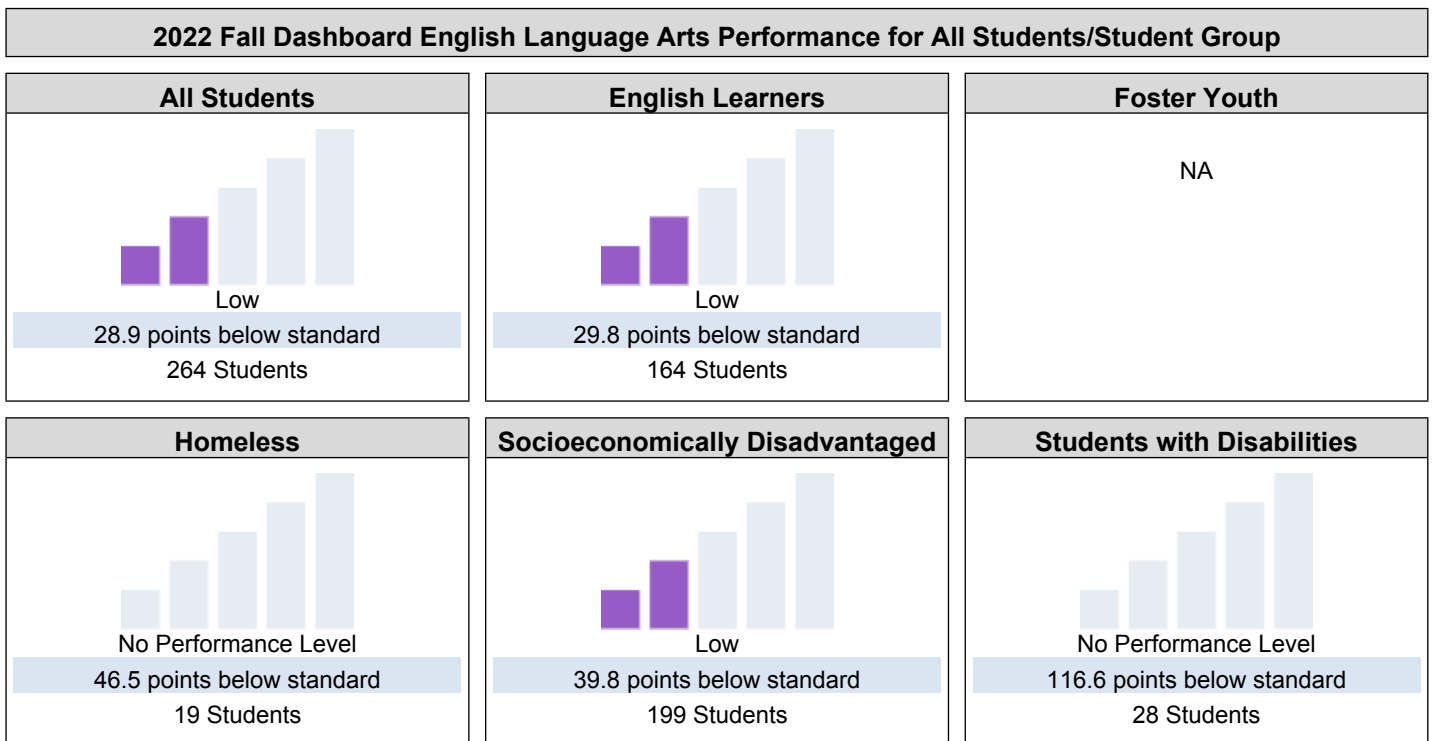 2022 Fall Dashboard English Language Arts Performance for All Students/Student Group
All Students
Low
28.9 points below standard
264 Students
English Learners
Low
29.8 points below standard
164 Students
Foster Youth
NA
Homeless
No Performance Level
46.5 points below standard
19 Students
Socioeconomically Disadvantaged
Low
39.8 points below standard
199 Students
Students with Disabilities
No Performance Level
116.6 points below standard
28 Students